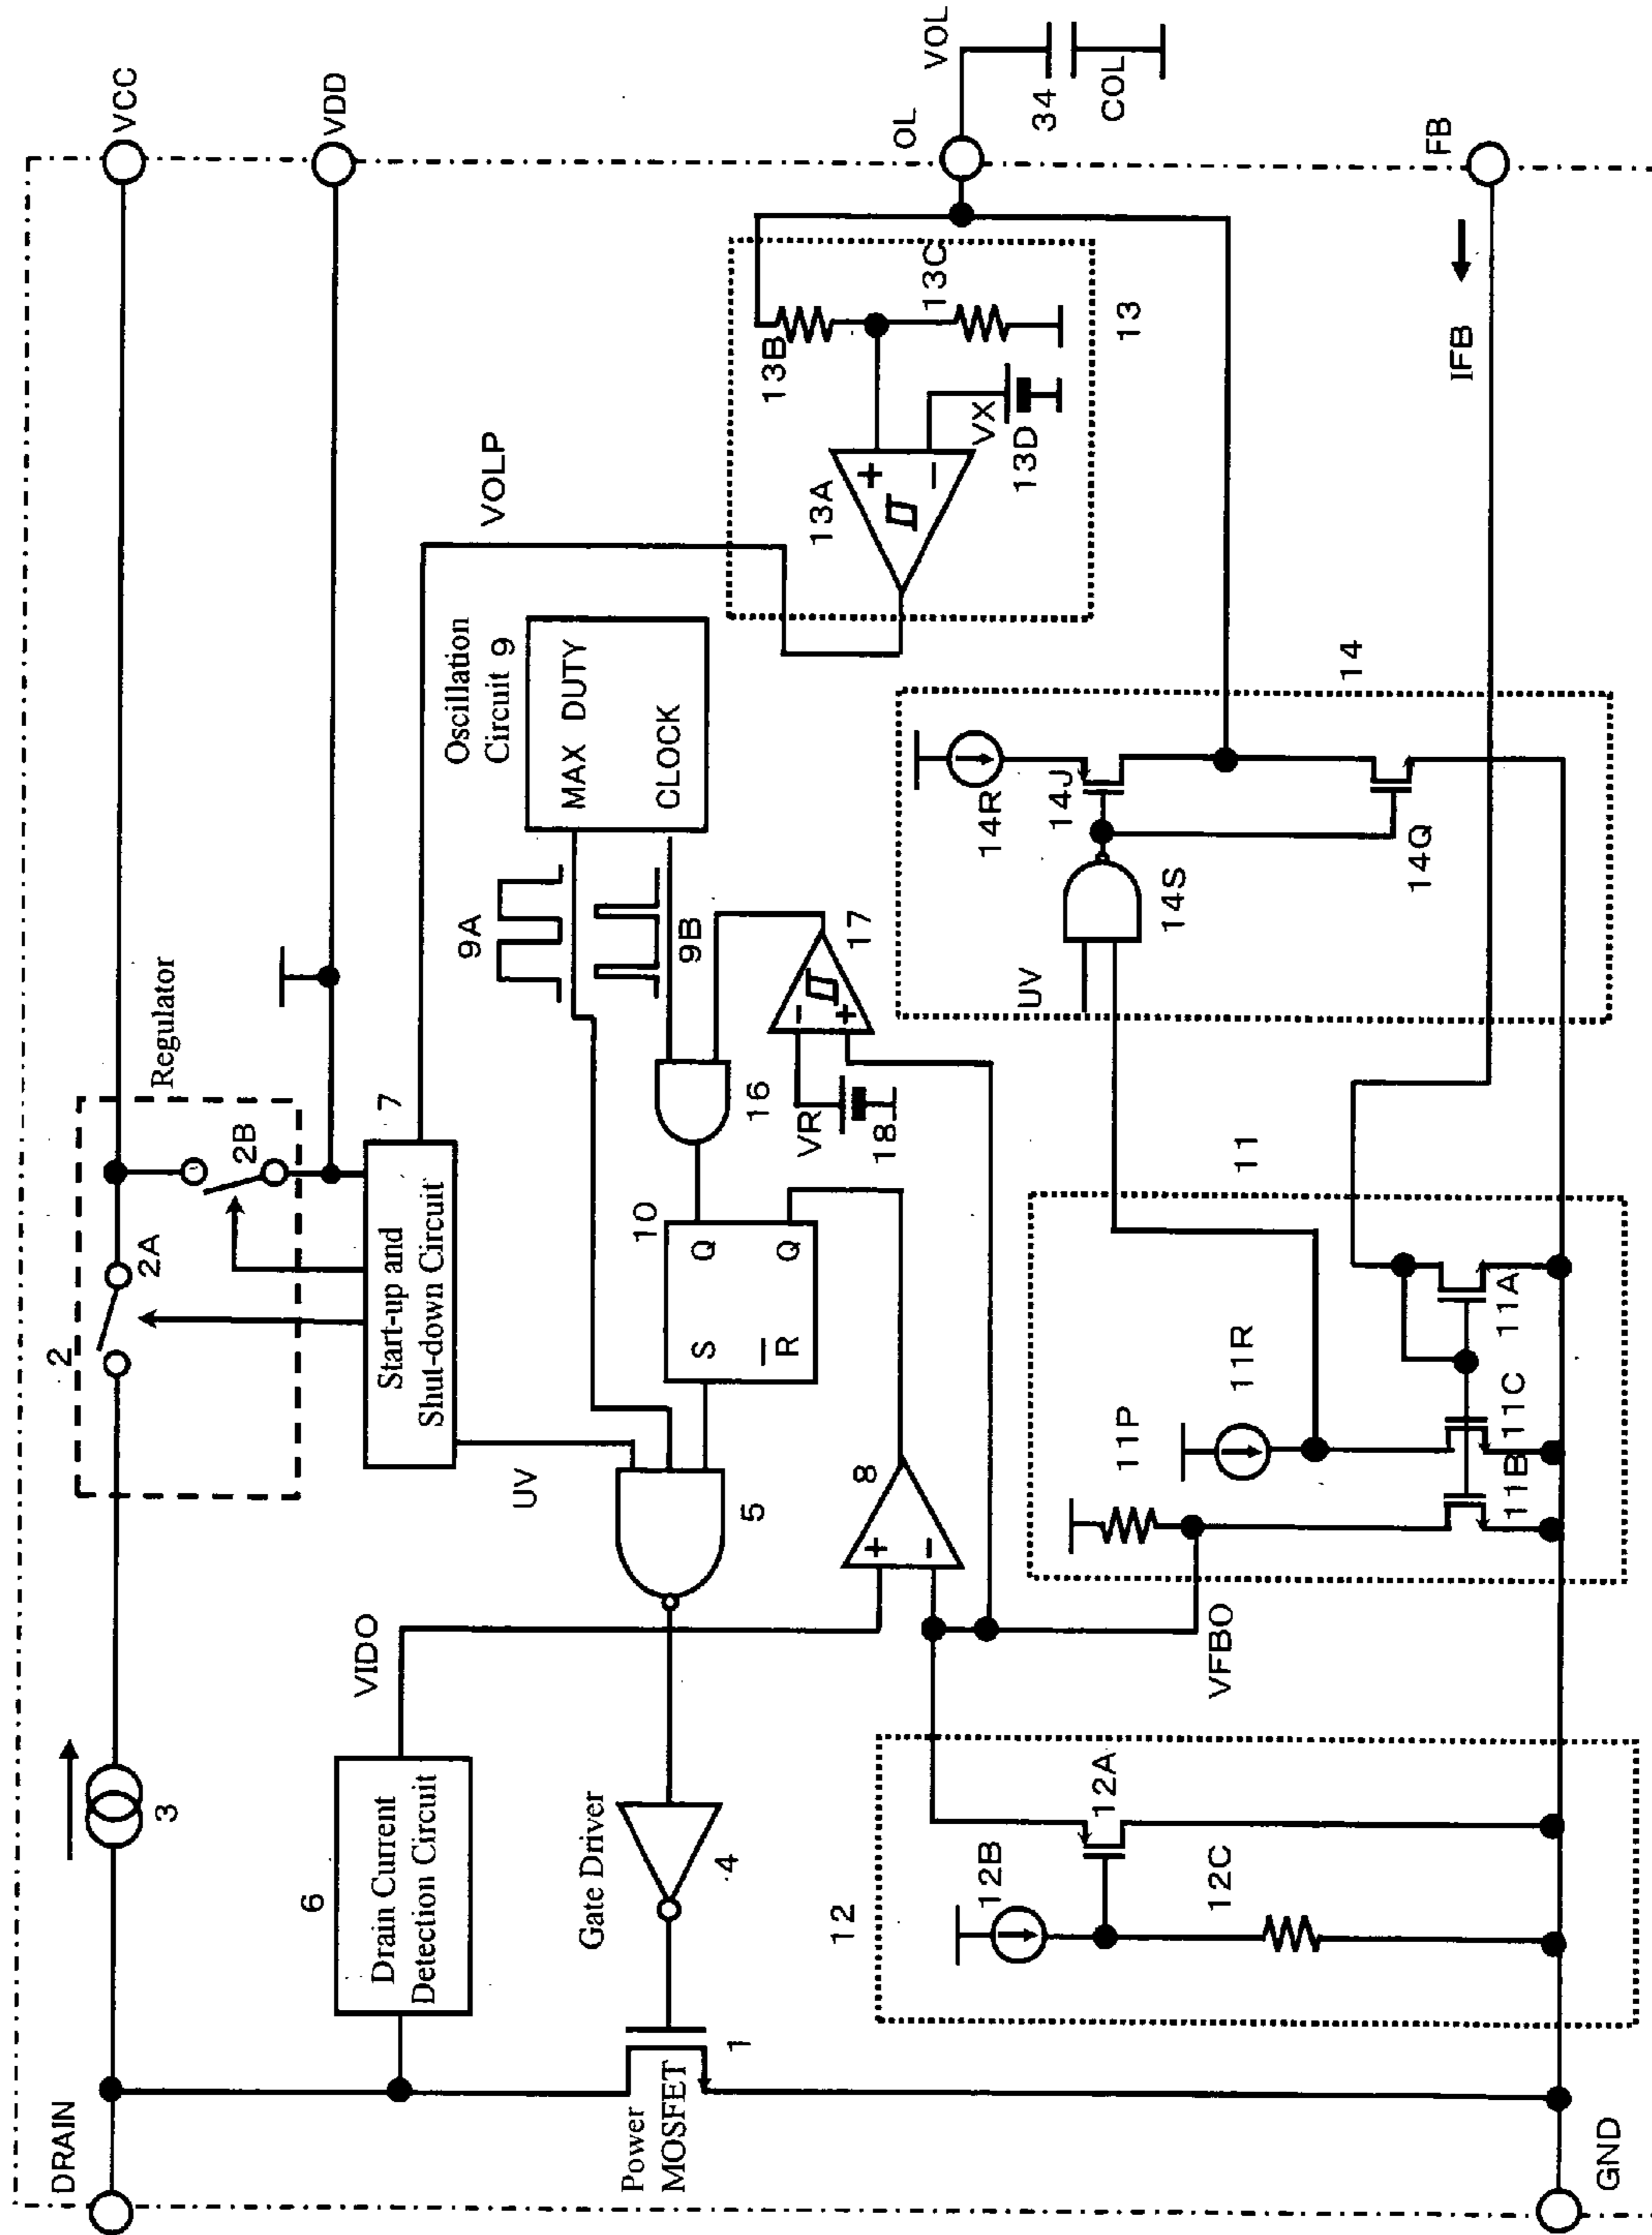 DRAIN
3
2
2A
2B
Regulator
VCC
VDD
Start-up and
Shut-down Circuit
7
6
Drain Current
Detection Circuit
VIDO
UV
VOLP
Oscillation
Circuit 9
MAX DUTY
CLOCK
9A
9B
Power
MOSFET
1
Gate Driver
4
5
10
S
Q
R
Q
16
17
-
+
VR
18
8
+
-
13A
+
-
13B
13C
VX
13D
13
OL
VOL
34
COL
12
12B
12A
12C
VFBO
11
11P
11R
11B
11C
11A
14
UV
14S
14R
14J
14Q
IFB
FB
GND